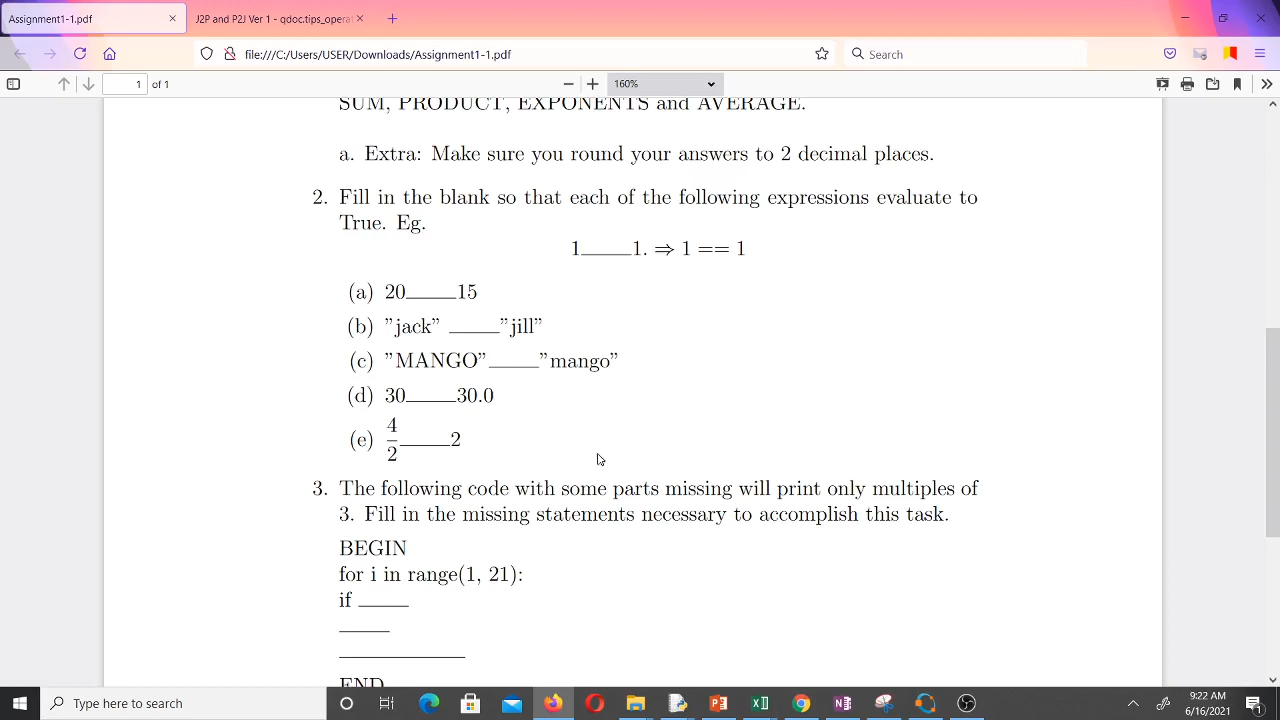 Assignment1-1.pdf
J2P and P2J Ver 1 - qdoc.tips_opera
file:///C:/Users/USER/Downloads/Assignment1-1.pdf
Search
1 of 1
160%
SUM, PRODUCT, EXPONENTS and AVERAGE.
a. Extra: Make sure you round your answers to 2 decimal places.
2. Fill in the blank so that each of the following expressions evaluate to
True. Eg.
1_____1. ⇒ 1 == 1
(a) 20_____15
(b) ”jack” _____”jill”
(c) ”MANGO”_____”mango”
(d) 30_____30.0
(e) 4/2_____2
3. The following code with some parts missing will print only multiples of
3. Fill in the missing statements necessary to accomplish this task.
BEGIN
for i in range(1, 21):
if _____
_____
____________
END
Type here to search
9:22 AM
6/16/2021